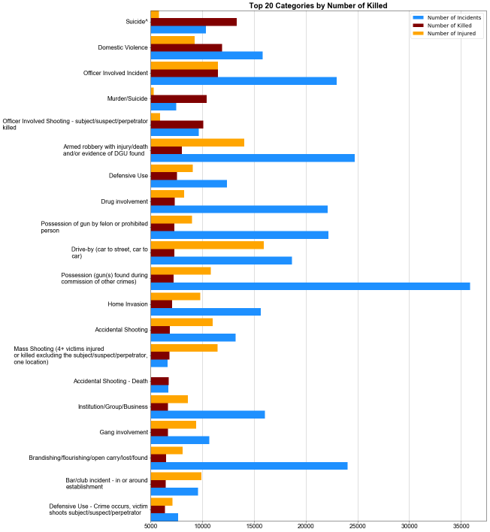 Top 20 Categories by Number of Killed
Number of Incidents
Number of Killed
Number of Injured
Suicide^
Domestic Violence
Officer Involved Incident
Murder/Suicide
Officer Involved Shooting - subject/suspect/perpetrator
killed
Armed robbery with injury/death
and/or evidence of DGU found
Defensive Use
Drug involvement
Possession of gun by felon or prohibited
person
Drive-by (car to street, car to
car)
Possession (gun(s) found during
commission of other crimes)
Home Invasion
Accidental Shooting
Mass Shooting (4+ victims injured
or killed excluding the subject/suspect/perpetrator,
one location)
Accidental Shooting - Death
Institution/Group/Business
Gang involvement
Brandishing/flourishing/open carry/lost/found
Bar/club incident - in or around
establishment
Defensive Use - Crime occurs, victim
shoots subject/suspect/perpetrator
5000 10000 15000 20000 25000 30000 35000